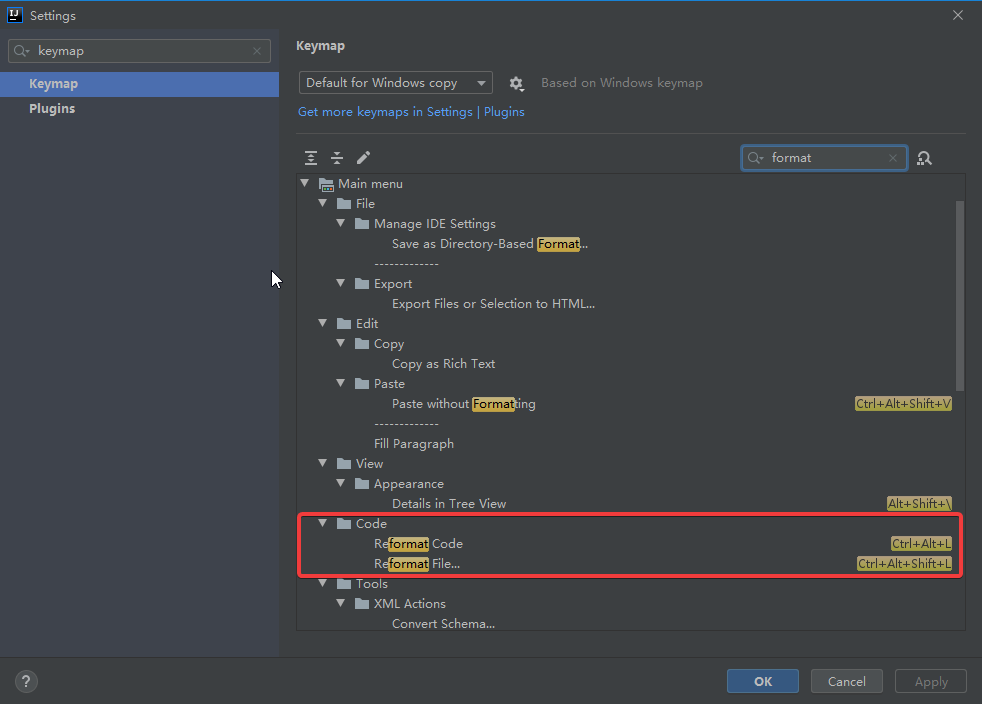 Settings
keymap
Keymap
Plugins
Keymap
Default for Windows copy
Based on Windows keymap
Get more keymaps in Settings | Plugins
format
Main menu
File
Manage IDE Settings
Save as Directory-Based Format...
-------------
Export
Export Files or Selection to HTML...
Edit
Copy
Copy as Rich Text
Paste
Paste without Formatting Ctrl+Alt+Shift+V
-------------
Fill Paragraph
View
Appearance
Details in Tree View Alt+Shift+\
Code
Reformat Code Ctrl+Alt+L
Reformat File... Ctrl+Alt+Shift+L
Tools
XML Actions
Convert Schema...
?
OK
Cancel
Apply